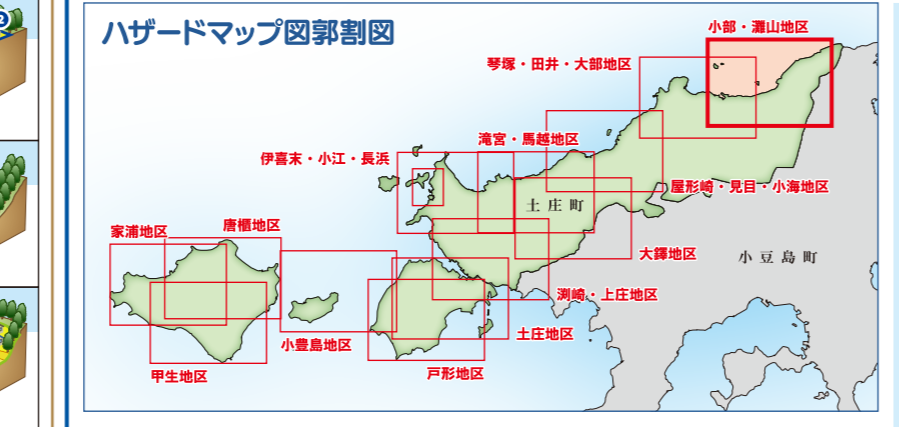 ハザードマップ図郭割図
小部・灘山地区
琴塚・田井・大部地区
滝宮・馬越地区
伊喜末・小江・長浜
屋形崎・見目・小海地区
土庄町
家浦地区
唐櫃地区
大鐸地区
小豆島町
渕崎・上庄地区
土庄地区
小豊島地区
戸形地区
甲生地区